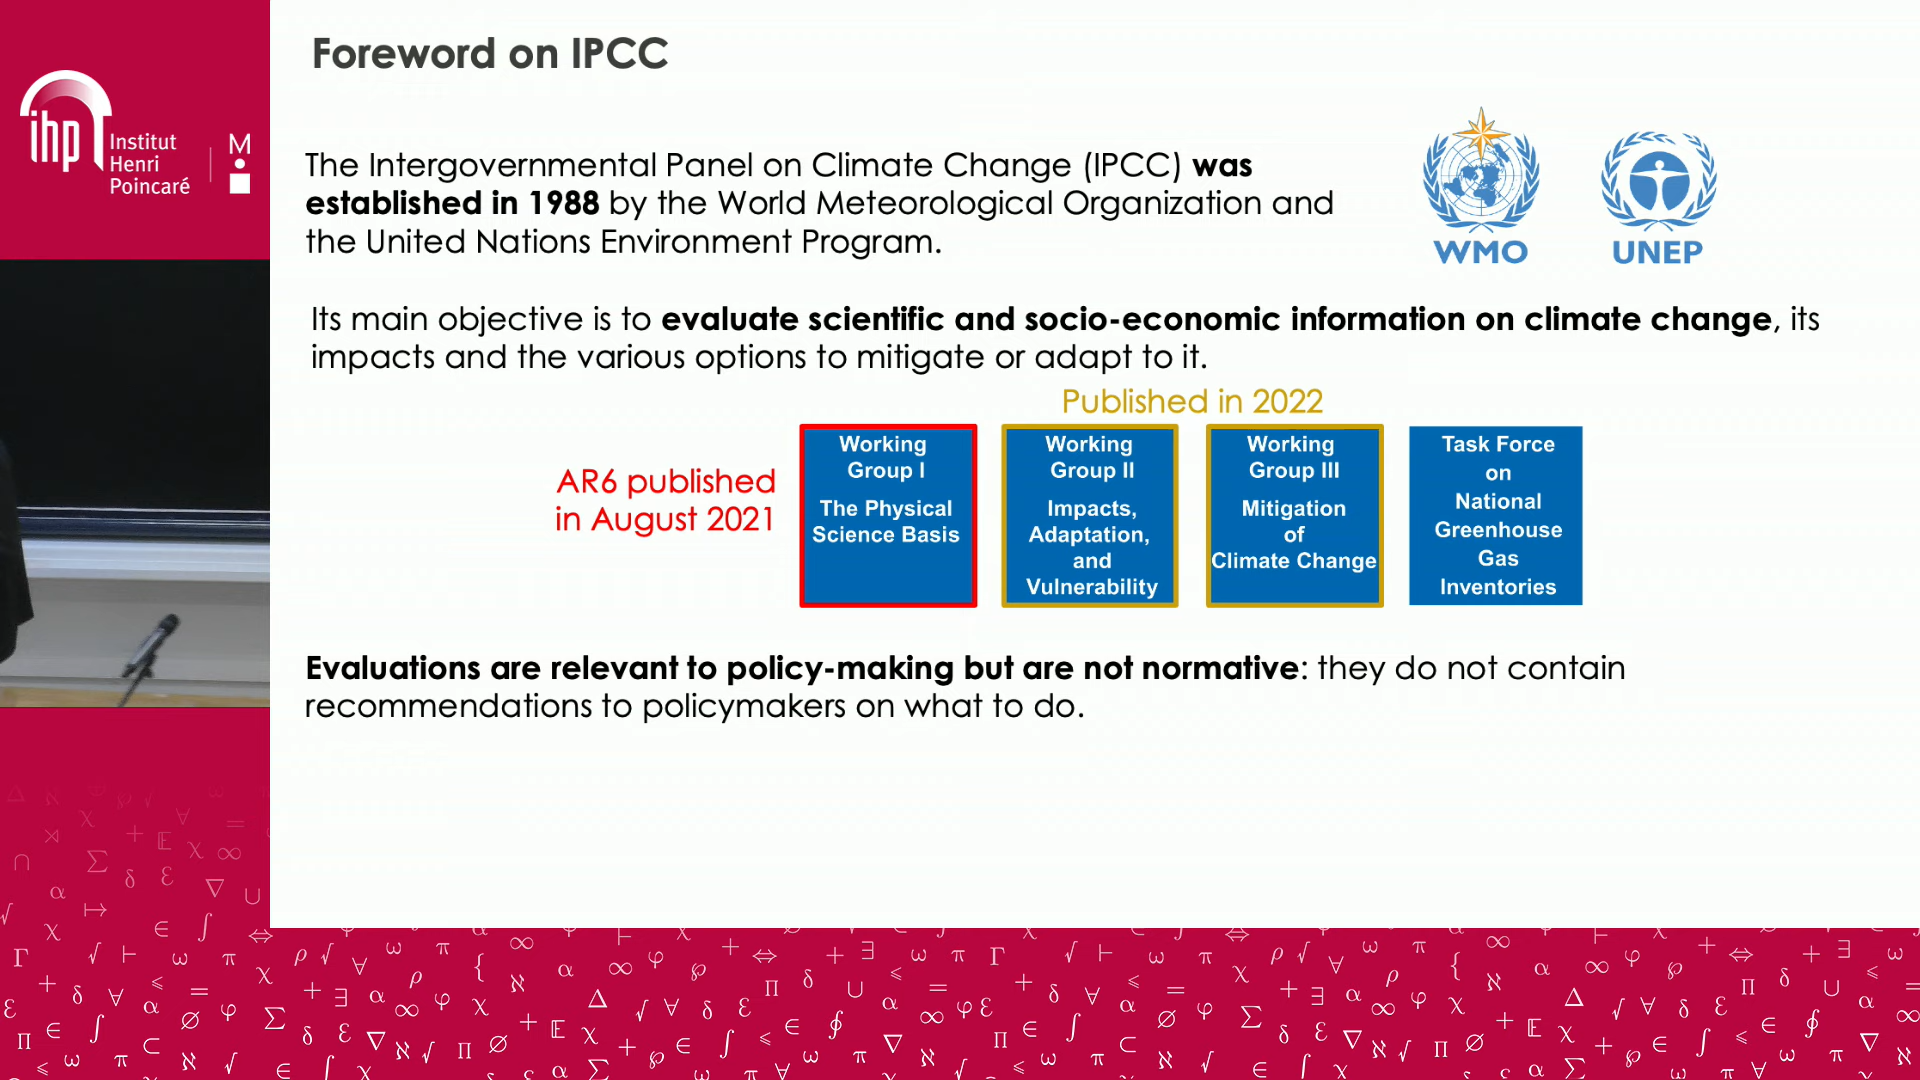 Foreword on IPCC
ihp
Institut
Henri
Poincaré
M
The Intergovernmental Panel on Climate Change (IPCC) was
established in 1988 by the World Meteorological Organization and
the United Nations Environment Program.
WMO
UNEP
Its main objective is to evaluate scientific and socio-economic information on climate change, its
impacts and the various options to mitigate or adapt to it.
Published in 2022
AR6 published
in August 2021
Working
Group I
The Physical
Science Basis
Working
Group II
Impacts,
Adaptation,
and
Vulnerability
Working
Group III
Mitigation
of
Climate Change
Task Force
on
National
Greenhouse
Gas
Inventories
Evaluations are relevant to policy-making but are not normative: they do not contain
recommendations to policymakers on what to do.